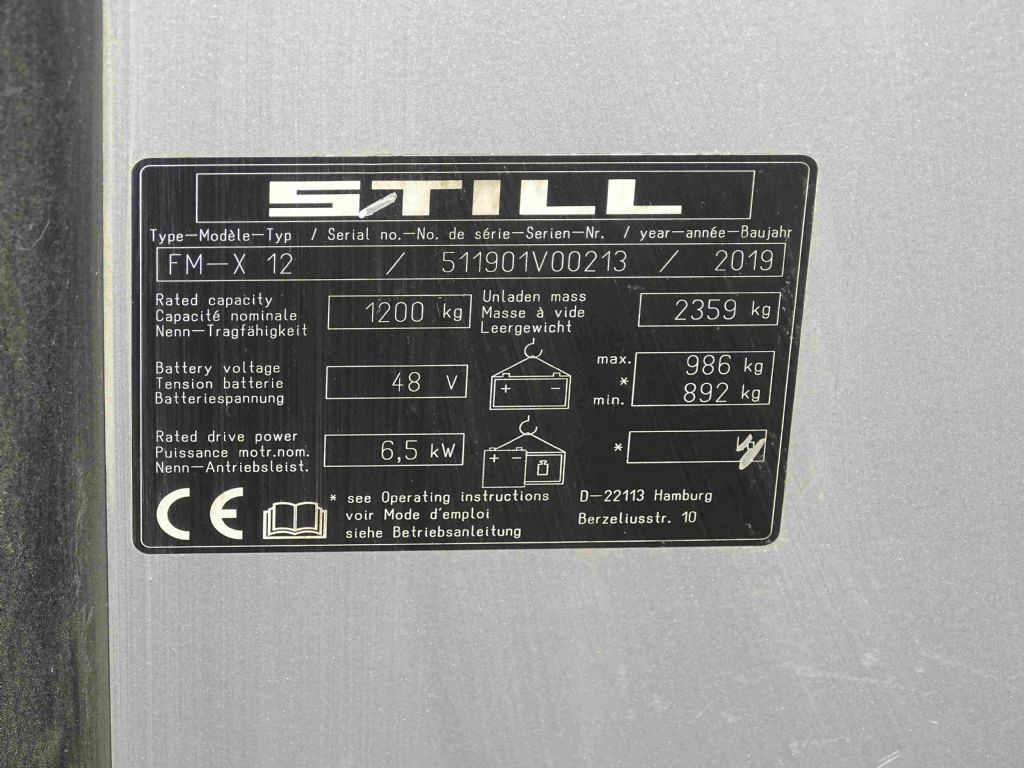 STILL
Type-Modèle-Typ / Serial no.-No. de série-Serien-Nr. / year-année-Baujahr
FM-X 12 / 511901V00213 / 2019
Rated capacity
Capacité nominale
Nenn-Tragfähigkeit
1200 kg
Unladen mass
Masse à vide
Leergewicht
2359 kg
Battery voltage
Tension batterie
Batteriespannung
48 V
+ -
max. 986 kg
*
min. 892 kg
Rated drive power
Puissance motr.nom.
Nenn-Antriebsleist.
6,5 kW
+ -
*
CE
* see Operating instructions
voir Mode d'emploi
siehe Betriebsanleitung
D-22113 Hamburg
Berzeliusstr. 10